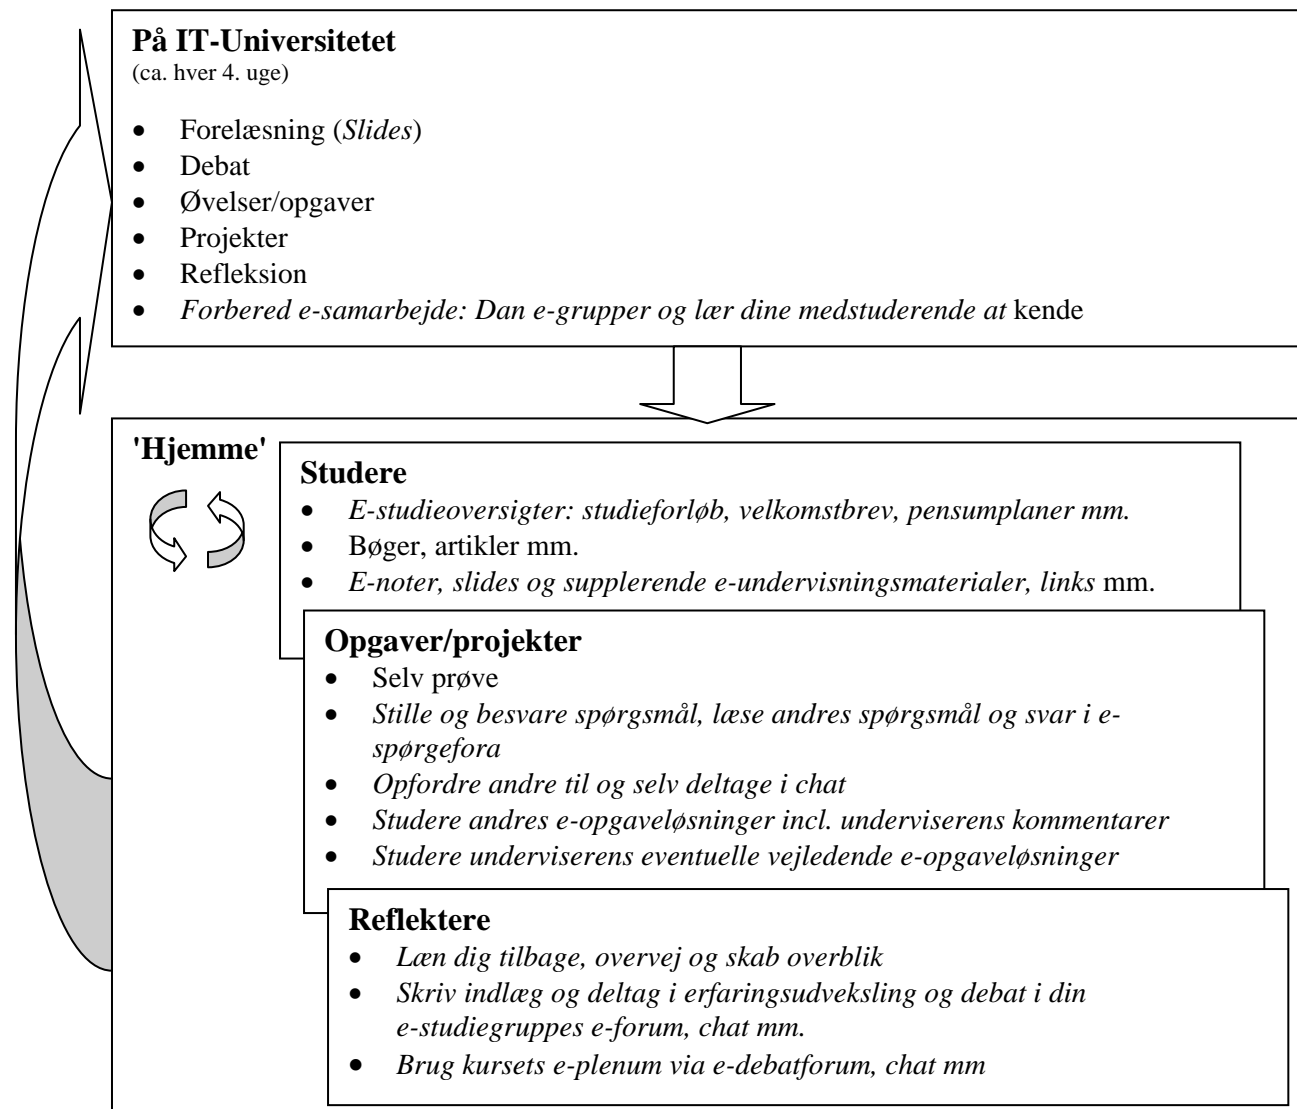 På IT-Universitetet
(ca. hver 4. uge)
• Forelæsning (Slides)
• Debat
• Øvelser/opgaver
• Projekter
• Refleksion
• Forbered e-samarbejde: Dan e-grupper og lær dine medstuderende at kende
'Hjemme'
Studere
• E-studieoversigter: studieforløb, velkomstbrev, pensumplaner mm.
• Bøger, artikler mm.
• E-noter, slides og supplerende e-undervisningsmaterialer, links mm.
Opgaver/projekter
• Selv prøve
• Stille og besvare spørgsmål, læse andres spørgsmål og svar i e-
spørgefora
• Opfordre andre til og selv deltage i chat
• Studere andres e-opgaveløsninger incl. underviserens kommentarer
• Studere underviserens eventuelle vejledende e-opgaveløsninger
Reflektere
• Læn dig tilbage, overvej og skab overblik
• Skriv indlæg og deltag i erfaringsudveksling og debat i din
e-studiegruppes e-forum, chat mm.
• Brug kursets e-plenum via e-debatforum, chat mm